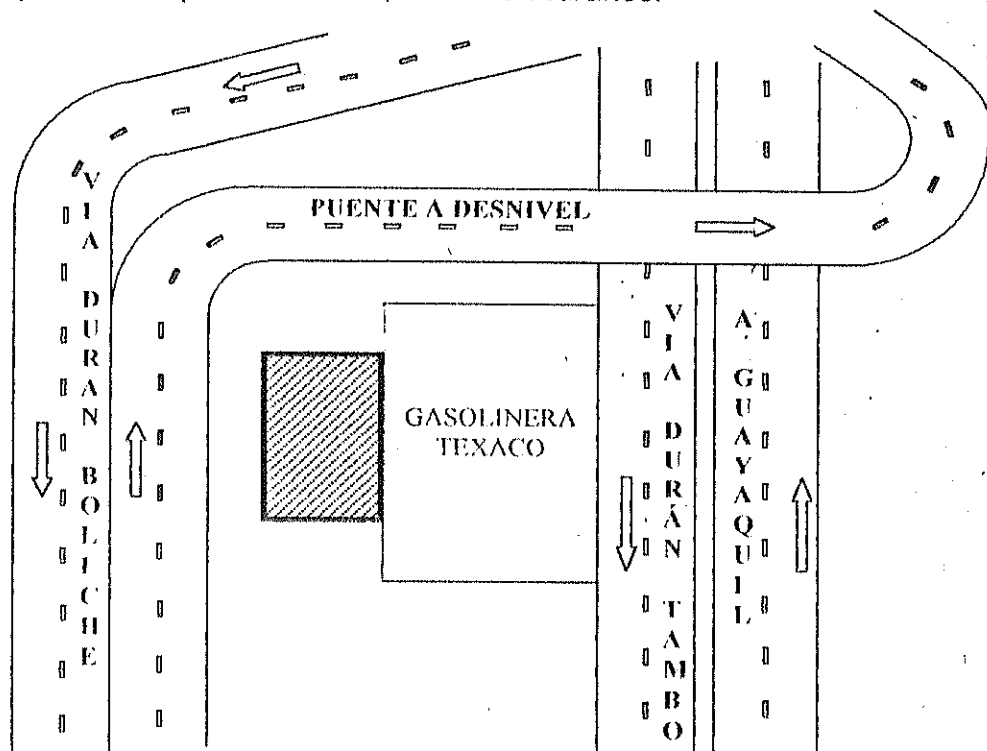 PUENTE A DESNIVEL
VIA DURAN BOLICHE
GASOLINERA
TEXACO
VIA DURÁN TAMBO
A GUAYAQUIL